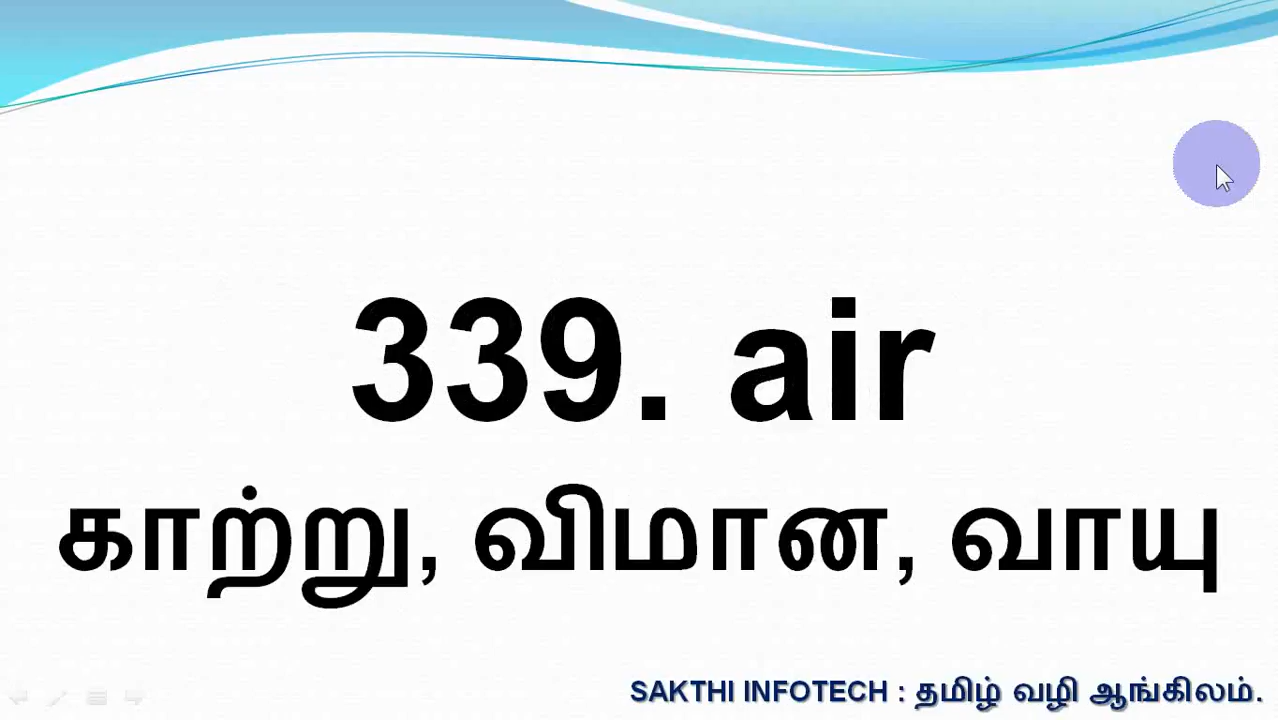 339. air
காற்று, விமான, வாயு
SAKTHI INFOTECH : தமிழ் வழி ஆங்கிலம்.